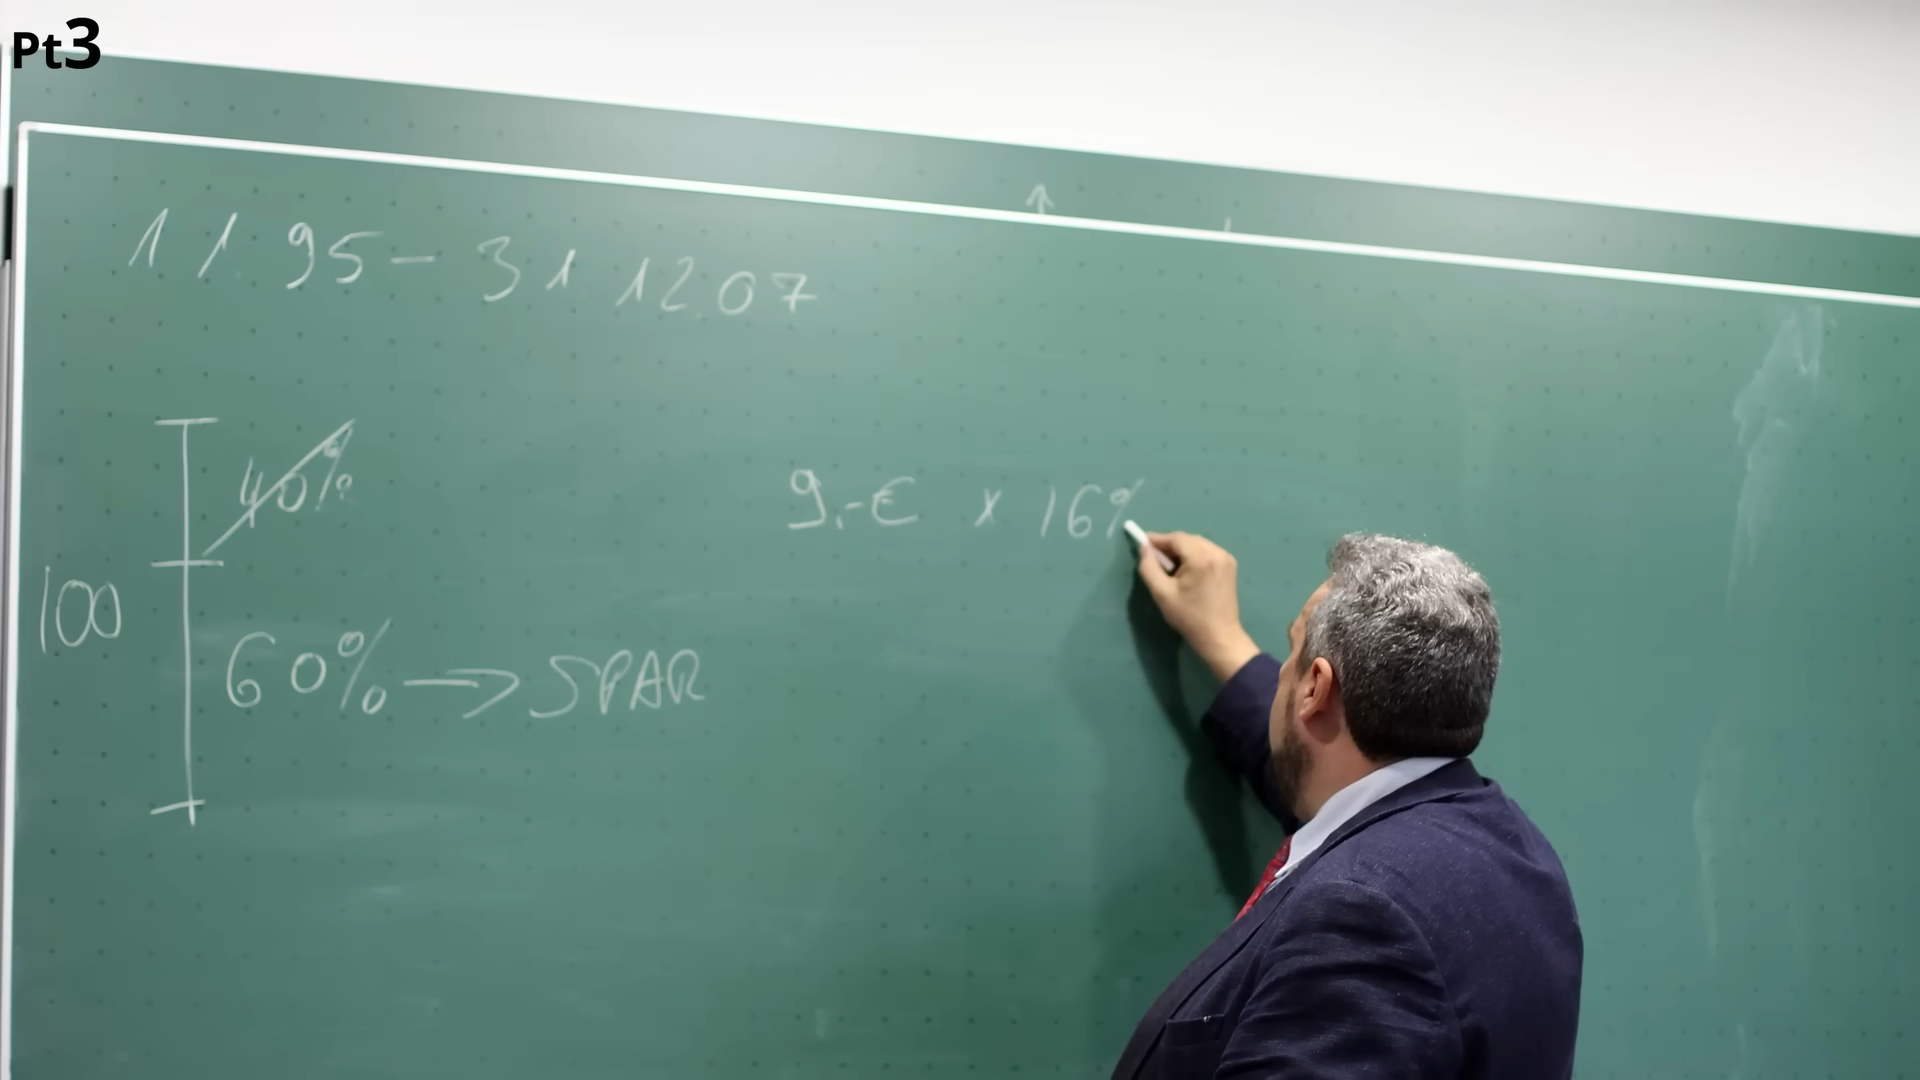 Pt3
1 1. 95 - 31. 12. 07
40%
9,-€ x 16%
100
60% → SPAR